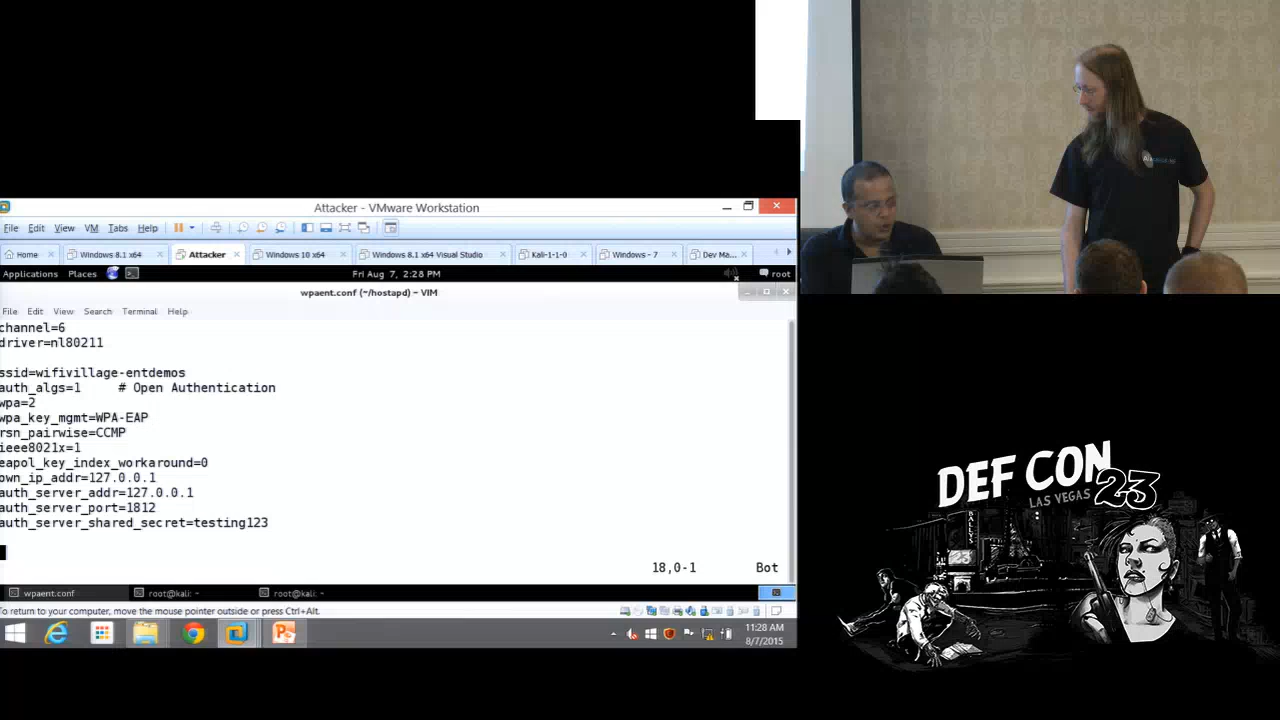 Attacker - VMware Workstation
File Edit View VM Tabs Help
Home Windows 8.1 x64 Attacker Windows 10 x64 Windows 8.1 x64 Visual Studio Kali-1-1-0 Windows - 7 Dev Ma...
Applications Places Fri Aug 7, 2:28 PM root
wpaent.conf (~/hostapd) - VIM
File Edit View Search Terminal Help
channel=6
driver=nl80211
ssid=wifivillage-entdemos
auth_algs=1 # Open Authentication
wpa=2
wpa_key_mgmt=WPA-EAP
rsn_pairwise=CCMP
ieee8021x=1
eapol_key_index_workaround=0
own_ip_addr=127.0.0.1
auth_server_addr=127.0.0.1
auth_server_port=1812
auth_server_shared_secret=testing123
18,0-1 Bot
wpaent.conf root@kali: ~ root@kali: ~
To return to your computer, move the mouse pointer outside or press Ctrl+Alt.
11:28 AM
8/7/2015
DEF CON
LAS VEGAS 23
BALLYS
23